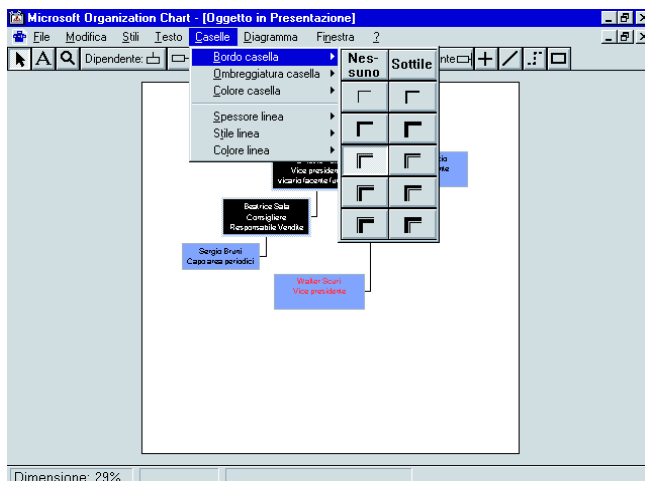 Microsoft Organization Chart - [Oggetto in Presentazione]
File Modifica Stili Testo Caselle Diagramma Finestra ?
A Dipendente:
Bordo casella
Ombreggiatura casella
Colore casella
Spessore linea
Stile linea
Colore linea
Nes-
suno
Sottile
Vice
vicario facente
Beatrice Sala
Consigliere
Responsabile Vendite
Sergio Bruni
Capo area periodici
Walter Scuri
Vice presidente
Dimensione: 29%